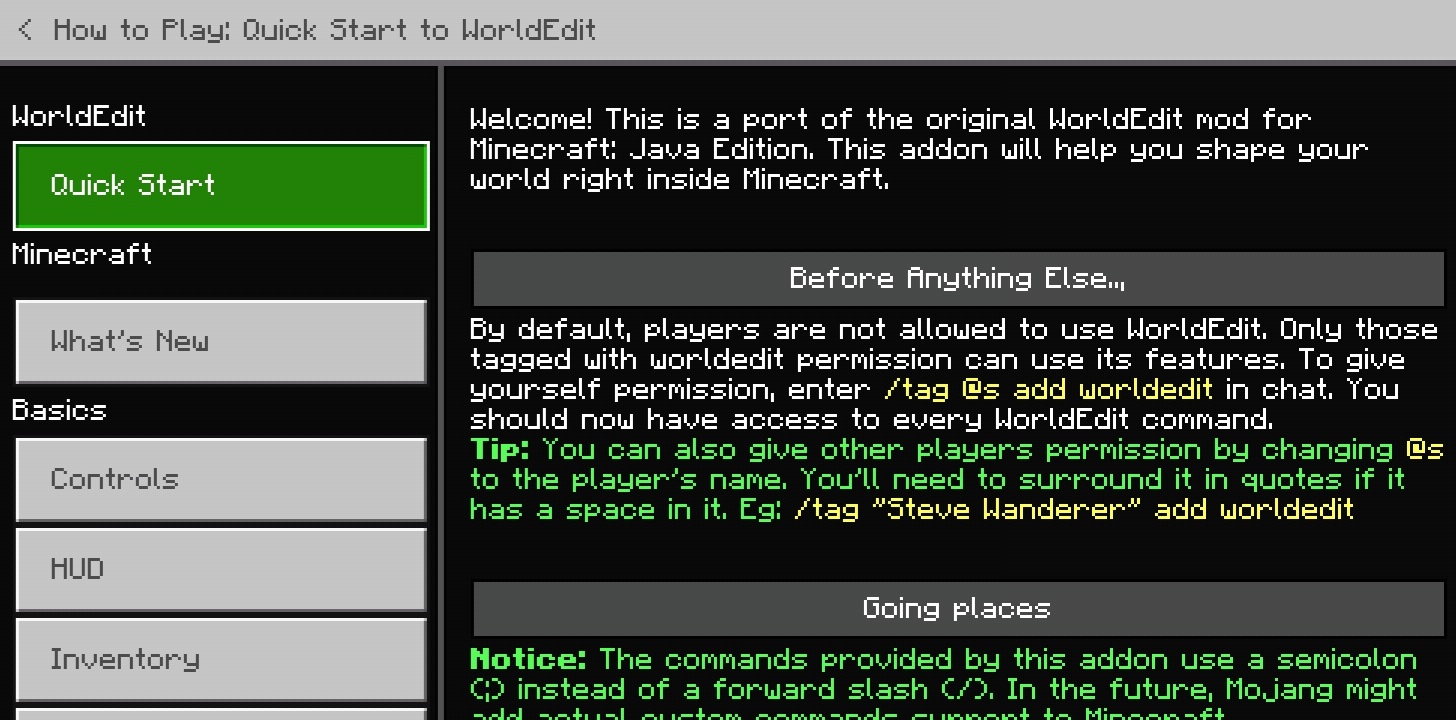 < How to Play: Quick Start to WorldEdit
WorldEdit
Quick Start
Minecraft
What's New
Basics
Controls
HUD
Inventory
Welcome! This is a port of the original WorldEdit mod for
Minecraft: Java Edition. This addon will help you shape your
world right inside Minecraft.
Before Anything Else..,
By default, players are not allowed to use WorldEdit. Only those
tagged with worldedit permission can use its features. To give
yourself permission, enter /tag @s add worldedit in chat. You
should now have access to every WorldEdit command.
Tip: You can also give other players permission by changing @s
to the player's name. You'll need to surround it in quotes if it
has a space in it. Eg: /tag "Steve Wanderer" add worldedit
Going places
Notice: The commands provided by this addon use a semicolon
(;) instead of a forward slash (/). In the future, Mojang might
add actual custom commands support to Minecraft.